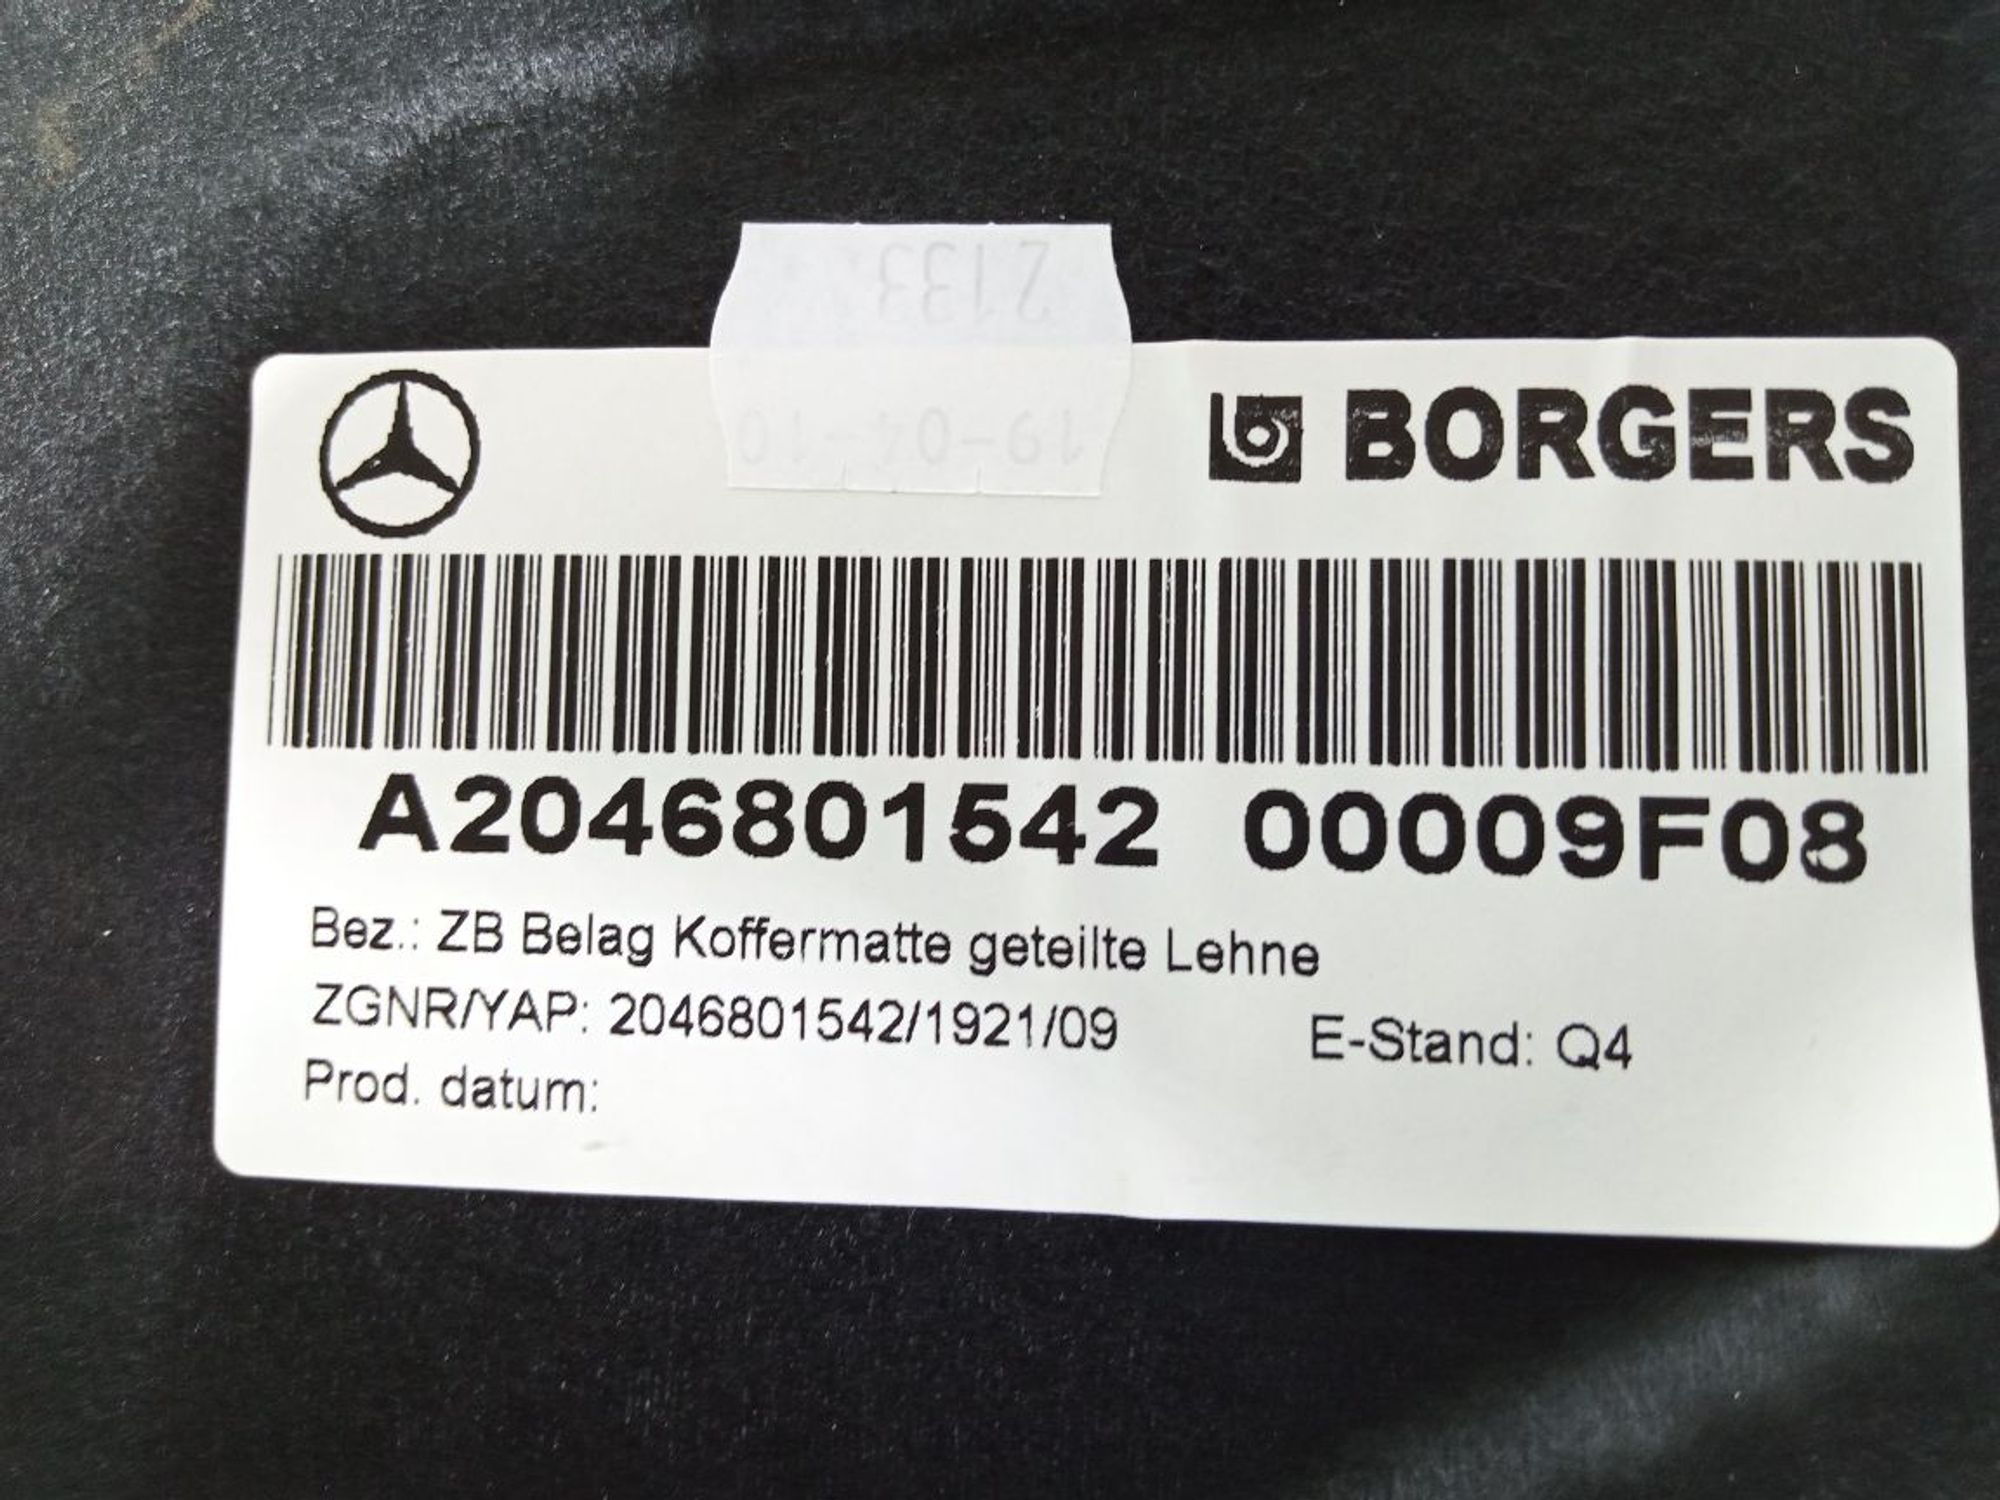 2133
19-04-10
BORGERS
A2046801542 00009F08
Bez.: ZB Belag Koffermatte geteilte Lehne
ZGNR/YAP: 2046801542/1921/09 E-Stand: Q4
Prod. datum: